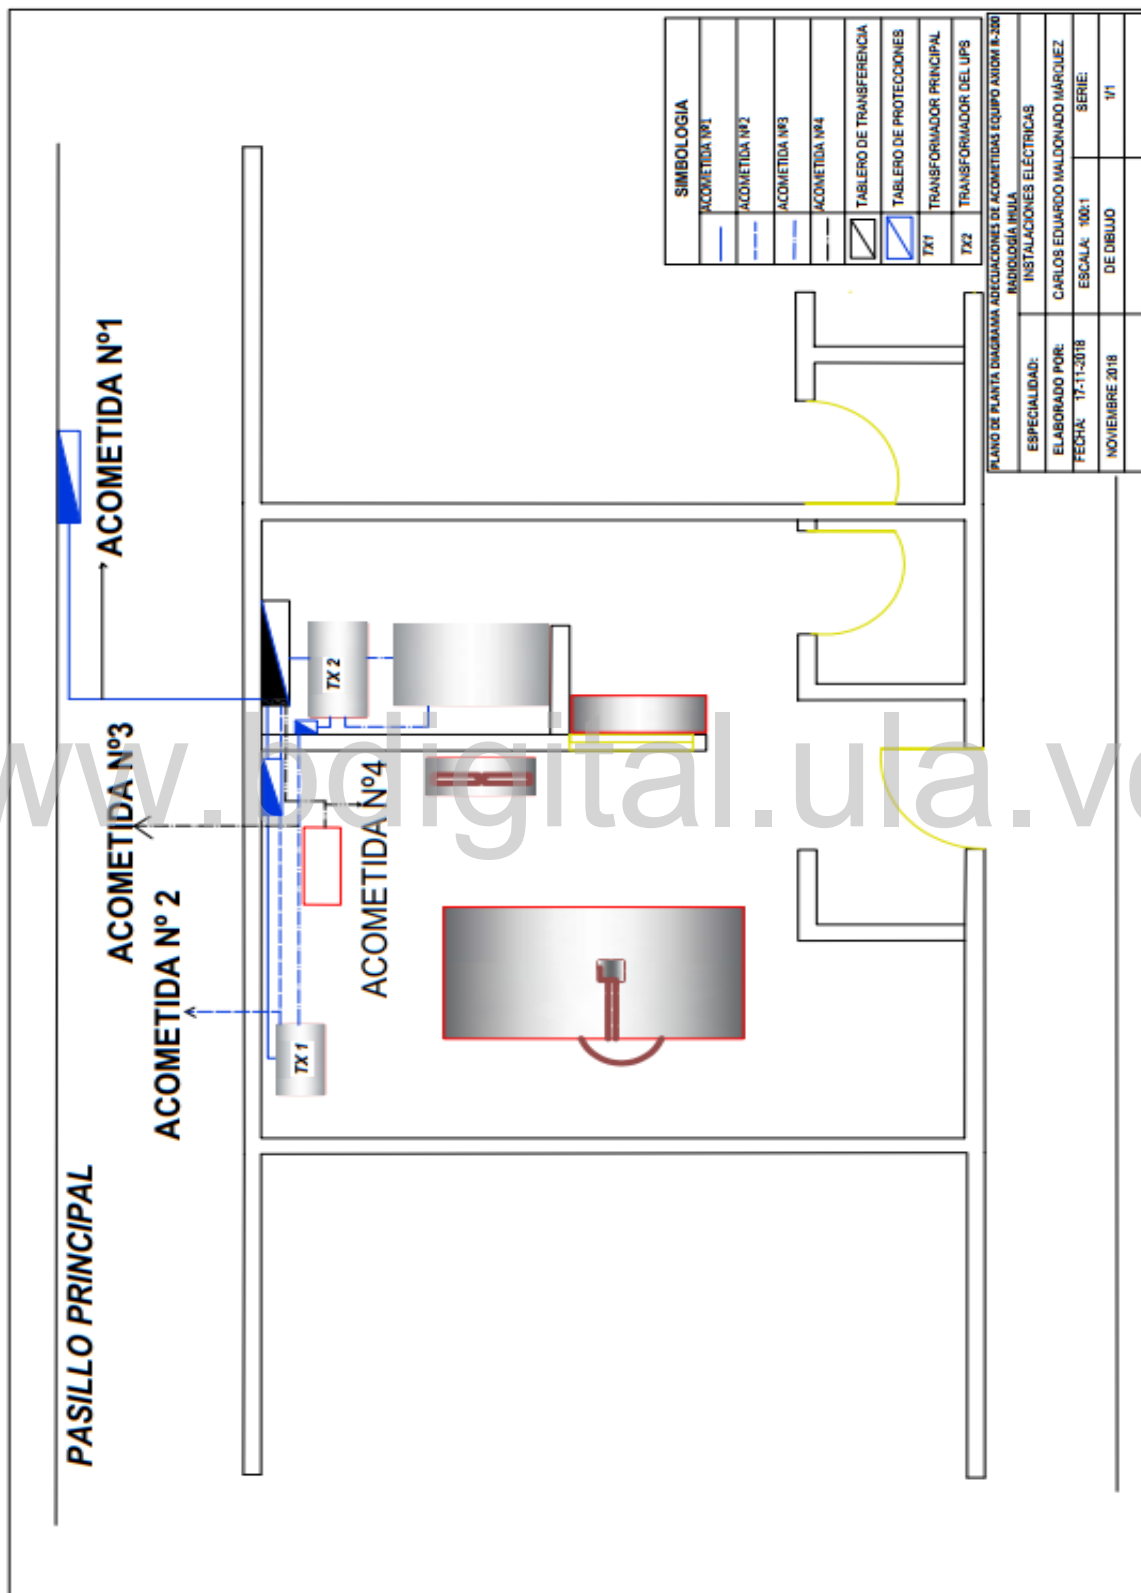 PASILLO PRINCIPAL
ACOMETIDA Nº 2
ACOMETIDA Nº3
ACOMETIDA Nº1
ACOMETIDA Nº4
TX 1
TX 2
www.bdigital.ula.ve
SIMBOLOGIA
ACOMETIDA Nº1
ACOMETIDA Nº2
ACOMETIDA Nº3
ACOMETIDA Nº4
TABLERO DE TRANSFERENCIA
TABLERO DE PROTECCIONES
TX1 TRANSFORMADOR PRINCIPAL
TX2 TRANSFORMADOR DEL UPS
PLANO DE PLANTA DIAGRAMA ADECUACIONES DE ACOMETIDAS EQUIPO AXIOM R-200
RADIOLOGÍA IHULA
ESPECIALIDAD: INSTALACIONES ELÉCTRICAS
ELABORADO POR: CARLOS EDUARDO MALDONADO MÁRQUEZ
FECHA: 17-11-2018 ESCALA: 100:1 SERIE:
NOVIEMBRE 2018 DE DIBUJO 1/1